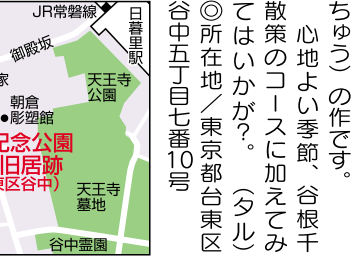 ちゅう）の作です。
　心地よい季節、谷根千
散策のコースに加えてみ
てはいかが？。　（タル）
◎所在地／東京都台東区
谷中五丁目七番10号
JR常磐線
日暮里駅
御殿坂
天王寺
公園
家
朝倉
彫塑館
記念公園
旧居跡
東区谷中）
天王寺
墓地
谷中霊園